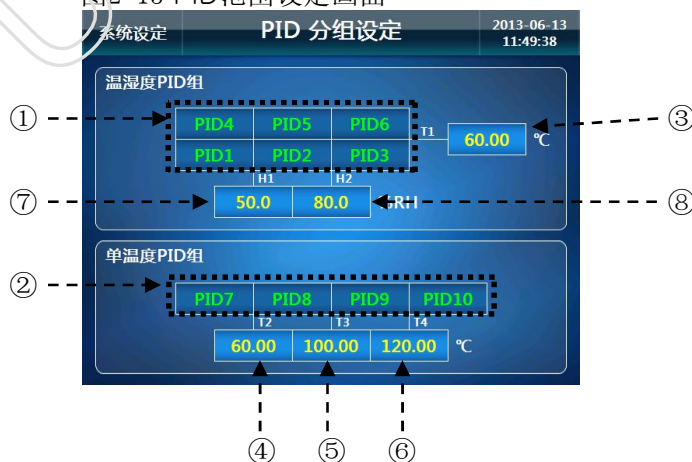 系统设定 PID 分组设定 2013-06-13
11:49:38
温湿度PID组
① PID4 PID5 PID6 T1 60.00 ℃ ③
PID1 PID2 PID3
H1 H2
⑦ 50.0 80.0 %RH ⑧
单温度PID组
② PID7 PID8 PID9 PID10
T2 T3 T4
60.00 100.00 120.00 ℃
④ ⑤ ⑥